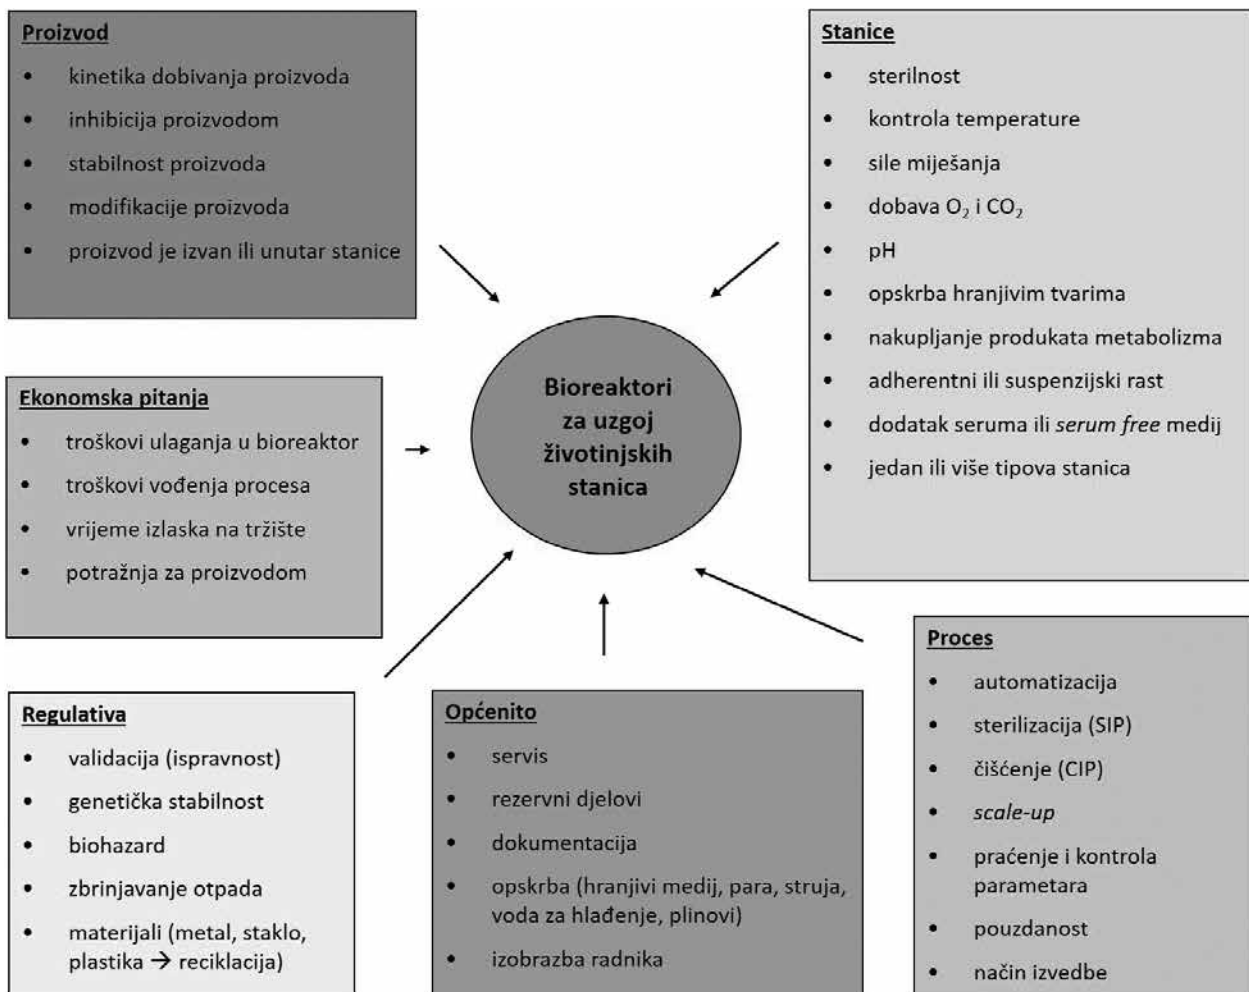 Proizvod
• kinetika dobivanja proizvoda
• inhibicija proizvodom
• stabilnost proizvoda
• modifikacije proizvoda
• proizvod je izvan ili unutar stanice
Stanice
• sterilnost
• kontrola temperature
• sile miješanja
• dobava O₂ i CO₂
• pH
• opskrba hranjivim tvarima
• nakupljanje produkata metabolizma
• adherentni ili suspenzijski rast
• dodatak seruma ili serum free medij
• jedan ili više tipova stanica
Bioreaktori
za uzgoj
životinjskih
stanica
Ekonomska pitanja
• troškovi ulaganja u bioreaktor
• troškovi vođenja procesa
• vrijeme izlaska na tržište
• potražnja za proizvodom
Regulativa
• validacija (ispravnost)
• genetička stabilnost
• biohazard
• zbrinjavanje otpada
• materijali (metal, staklo,
plastika → reciklacija)
Općenito
• servis
• rezervni djelovi
• dokumentacija
• opskrba (hranjivi medij, para, struja,
voda za hlađenje, plinovi)
• izobrazba radnika
Proces
• automatizacija
• sterilizacija (SIP)
• čišćenje (CIP)
• scale-up
• praćenje i kontrola
parametara
• pouzdanost
• način izvedbe